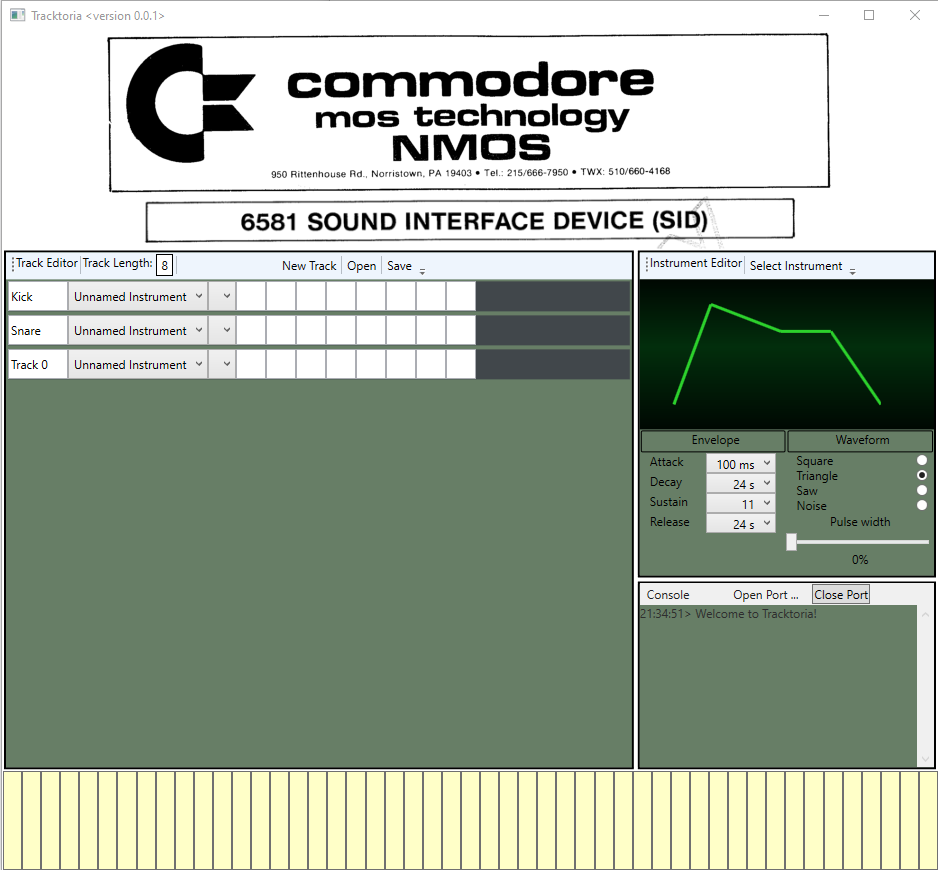 Tracktoria <version 0.0.1>
commodore
mos technology
NMOS
950 Rittenhouse Rd., Norristown, PA 19403 • Tel.: 215/666-7950 • TWX: 510/660-4168
6581 SOUND INTERFACE DEVICE (SID)
Track Editor Track Length: 8 New Track Open Save
Kick Unnamed Instrument
Snare Unnamed Instrument
Track 0 Unnamed Instrument
Instrument Editor Select Instrument
Envelope Waveform
Attack 100 ms
Decay 24 s
Sustain 11
Release 24 s
Square
Triangle
Saw
Noise
Pulse width
0%
Console Open Port ... Close Port
21:34:51> Welcome to Tracktoria!